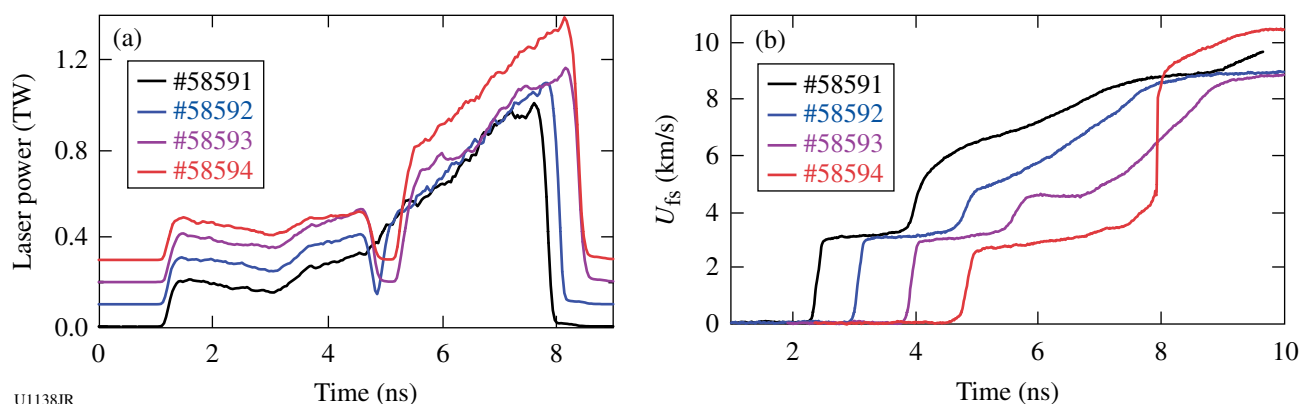 (a)
#58591
#58592
#58593
#58594
1.2
0.8
0.4
0.0
Laser power (TW)
0 2 4 6 8
Time (ns)
(b)
#58591
#58592
#58593
#58594
10
8
6
4
2
0
U_fs (km/s)
2 4 6 8 10
Time (ns)
U1138JR